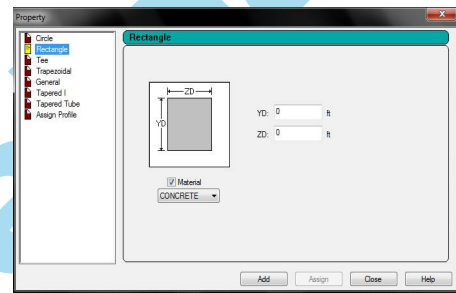 Property
Circle
Rectangle
Tee
Trapezoidal
General
Tapered I
Tapered Tube
Assign Profile
Rectangle
ZD
YD
YD: 0 ft
ZD: 0 ft
Material
CONCRETE
Add
Assign
Close
Help